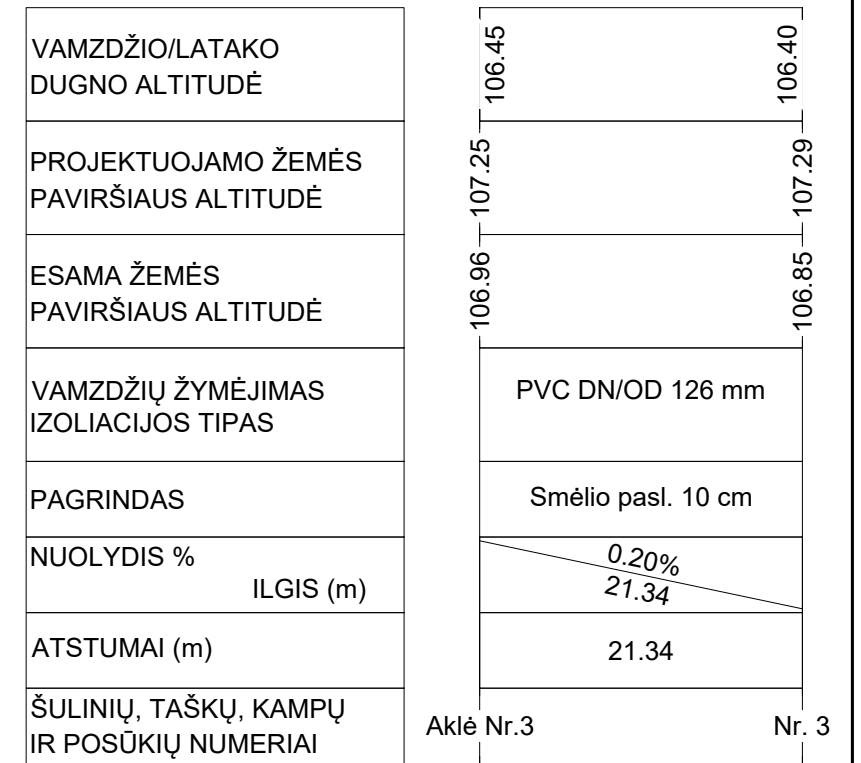 VAMZDŽIO/LATAKO
DUGNO ALTITUDĖ
106.45
106.40
PROJEKTUOJAMO ŽEMĖS
PAVIRŠIAUS ALTITUDĖ
107.25
107.29
ESAMA ŽEMĖS
PAVIRŠIAUS ALTITUDĖ
106.96
106.85
VAMZDŽIŲ ŽYMĖJIMAS
IZOLIACIJOS TIPAS
PVC DN/OD 126 mm
PAGRINDAS
Smėlio pasl. 10 cm
NUOLYDIS %
ILGIS (m)
0.20%
21.34
ATSTUMAI (m)
21.34
ŠULINIŲ, TAŠKŲ, KAMPŲ
IR POSŪKIŲ NUMERIAI
Aklė Nr.3
Nr. 3